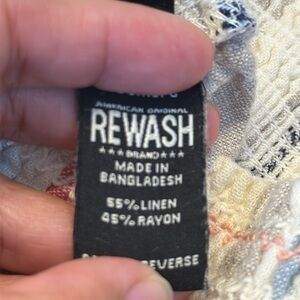 AMERICAN ORIGINAL
REWASH
★★★ BRAND ★★★
MADE IN
BANGLADESH
55% LINEN
45% RAYON
REVERSE